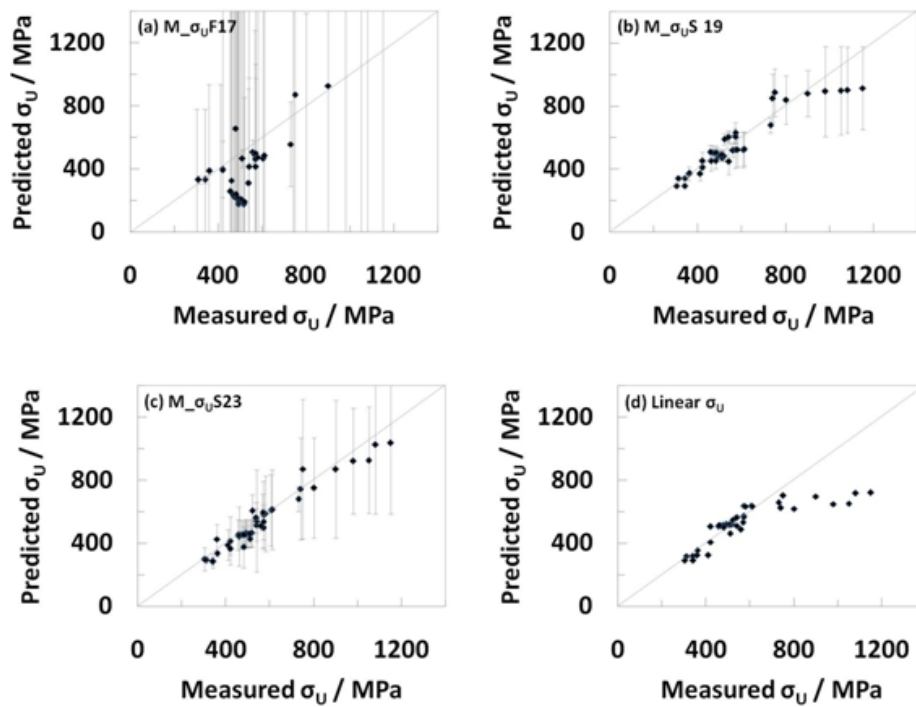 (a) M_σUF17
Predicted σU / MPa
1200
800
400
0
0 400 800 1200
Measured σU / MPa
(b) M_σUS 19
Predicted σU / MPa
1200
800
400
0
0 400 800 1200
Measured σU / MPa
(c) M_σUS23
Predicted σU / MPa
1200
800
400
0
0 400 800 1200
Measured σU / MPa
(d) Linear σU
Predicted σU / MPa
1200
800
400
0
0 400 800 1200
Measured σU / MPa